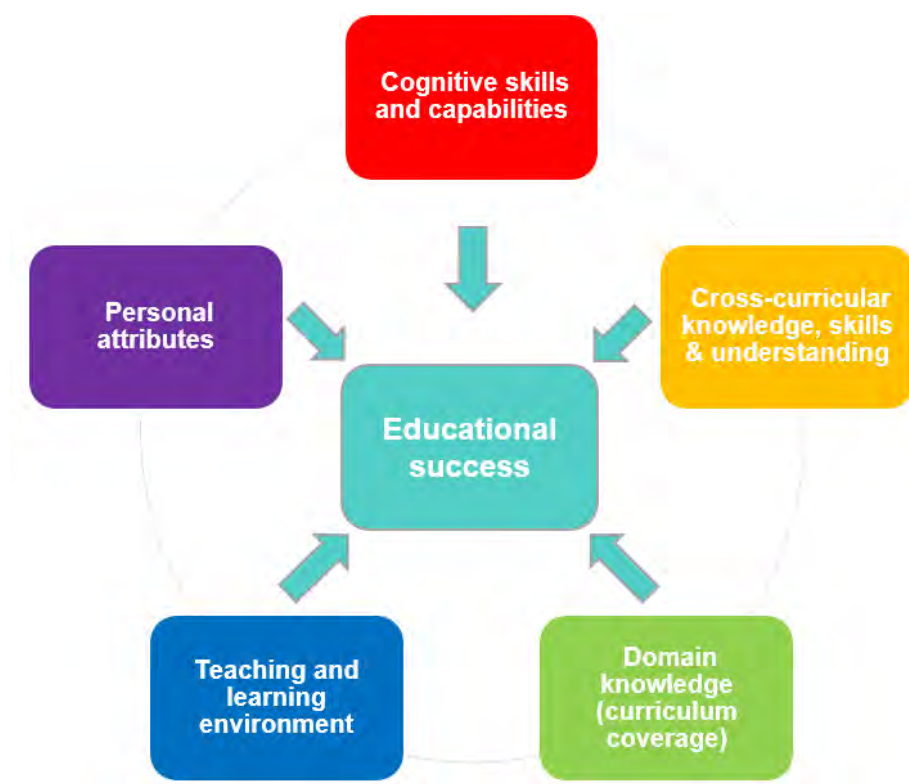 Cognitive skills
and capabilities
Personal
attributes
Cross-curricular
knowledge, skills
& understanding
Educational
success
Teaching and
learning
environment
Domain
knowledge
(curriculum
coverage)